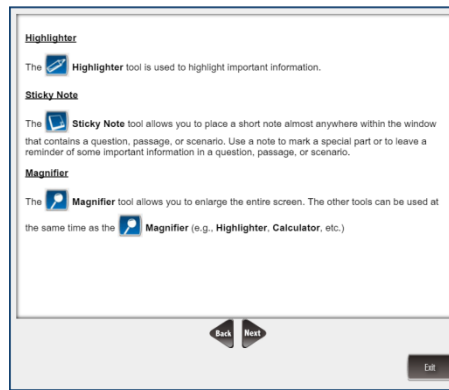 Highlighter
The Highlighter tool is used to highlight important information.
Sticky Note
The Sticky Note tool allows you to place a short note almost anywhere within the window
that contains a question, passage, or scenario. Use a note to mark a special part or to leave a
reminder of some important information in a question, passage, or scenario.
Magnifier
The Magnifier tool allows you to enlarge the entire screen. The other tools can be used at
the same time as the Magnifier (e.g., Highlighter, Calculator, etc.)
Back Next
Exit